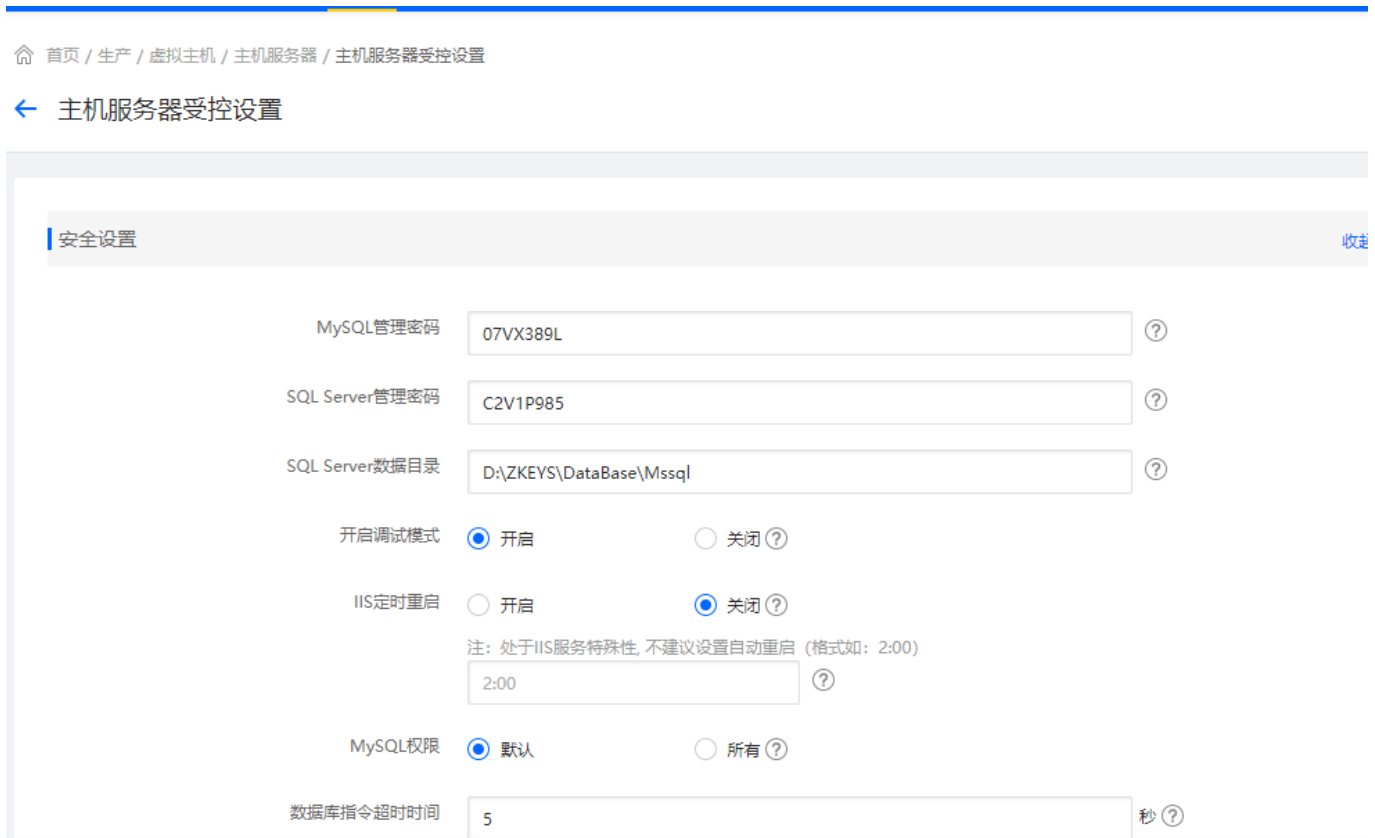 首页 / 生产 / 虚拟主机 / 主机服务器 / 主机服务器受控设置
主机服务器受控设置
安全设置
收起
MySQL管理密码 07VX389L ?
SQL Server管理密码 C2V1P985 ?
SQL Server数据目录 D:\ZKEYS\DataBase\Mssql ?
开启调试模式 开启 关闭 ?
IIS定时重启 开启 关闭 ?
注：处于IIS服务特殊性, 不建议设置自动重启（格式如：2:00）
2:00 ?
MySQL权限 默认 所有 ?
数据库指令超时时间 5 秒 ?